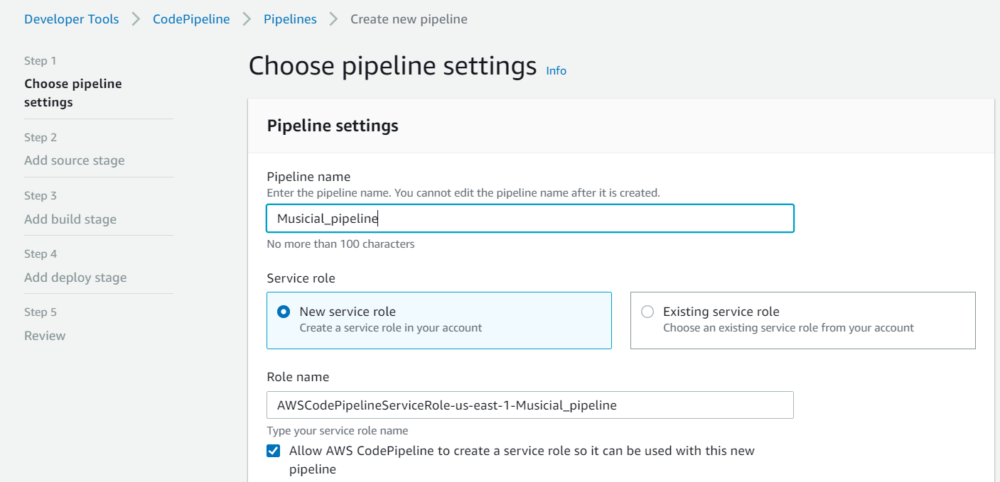 Developer Tools > CodePipeline > Pipelines > Create new pipeline
Step 1
Choose pipeline
settings
Step 2
Add source stage
Step 3
Add build stage
Step 4
Add deploy stage
Step 5
Review
Choose pipeline settings Info
Pipeline settings
Pipeline name
Enter the pipeline name. You cannot edit the pipeline name after it is created.
Musicial_pipeline
No more than 100 characters
Service role
New service role
Create a service role in your account
Existing service role
Choose an existing service role from your account
Role name
AWSCodePipelineServiceRole-us-east-1-Musicial_pipeline
Type your service role name
Allow AWS CodePipeline to create a service role so it can be used with this new
pipeline